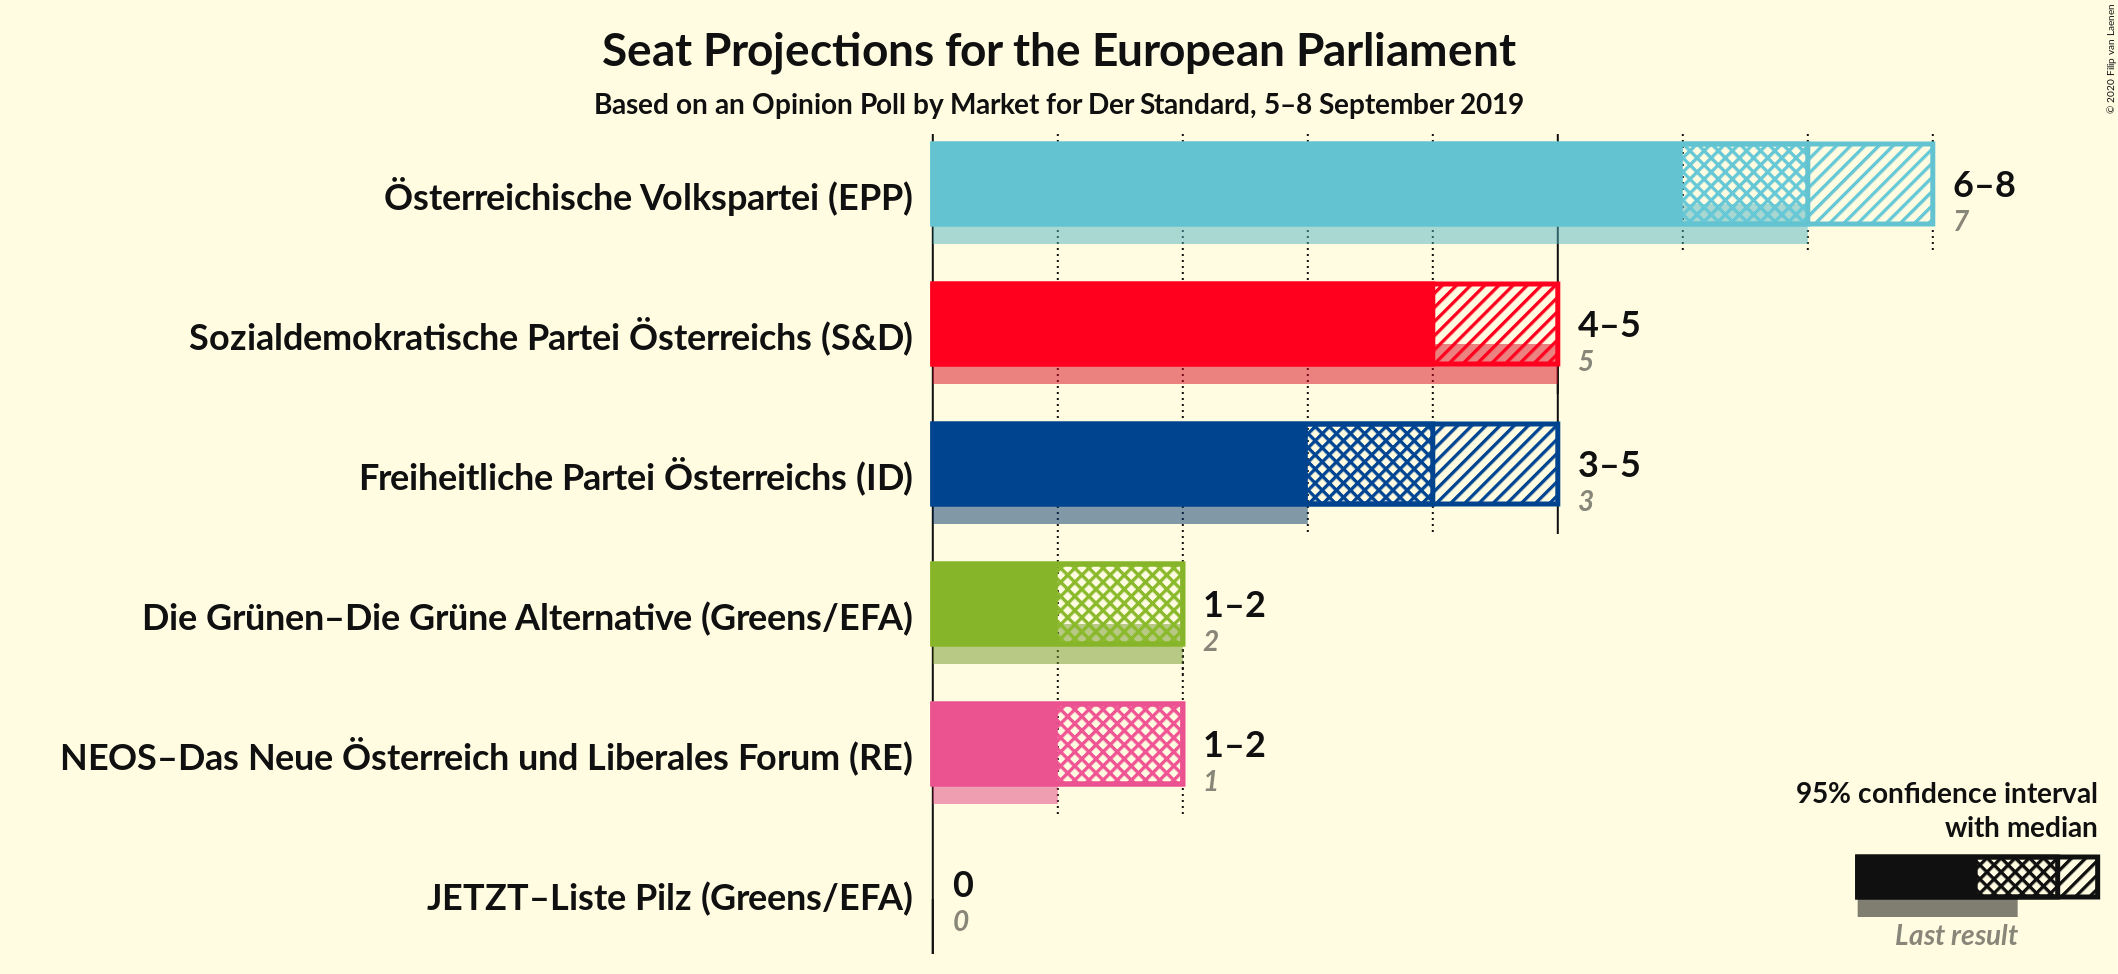 Seat Projections for the European Parliament
Based on an Opinion Poll by Market for Der Standard, 5–8 September 2019
© 2020 Filip van Laenen
Österreichische Volkspartei (EPP)
6–8
7
Sozialdemokratische Partei Österreichs (S&D)
4–5
5
Freiheitliche Partei Österreichs (ID)
3–5
3
Die Grünen–Die Grüne Alternative (Greens/EFA)
1–2
2
NEOS–Das Neue Österreich und Liberales Forum (RE)
1–2
1
JETZT–Liste Pilz (Greens/EFA)
0
0
95% confidence interval
with median
Last result